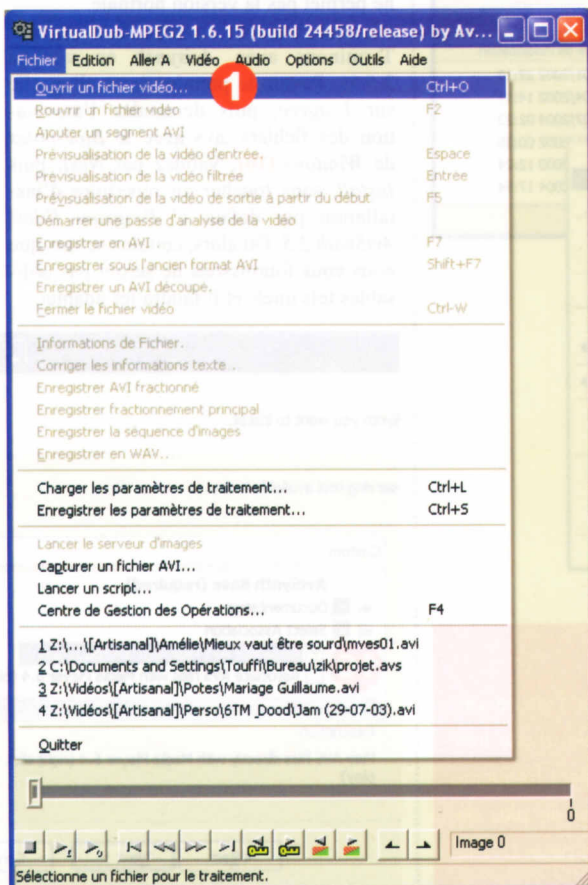 VirtualDub-MPEG2 1.6.15 (build 24458/release) by Av...
Fichier Edition Aller A Vidéo Audio Options Outils Aide
Ouvrir un fichier vidéo... 1 Ctrl+O
Rouvrir un fichier vidéo F2
Ajouter un segment AVI
Prévisualisation de la vidéo d'entrée. Espace
Prévisualisation de la vidéo filtrée Entrée
Prévisualisation de la vidéo de sortie à partir du début F5
Démarrer une passe d'analyse de la vidéo
Enregistrer en AVI... F7
Enregistrer sous l'ancien format AVI... Shift+F7
Enregistrer un AVI découpé.
Fermer le fichier vidéo Ctrl-W
Informations de Fichier...
Corriger les informations texte...
Enregistrer AVI fractionné
Enregistrer fractionnement principal
Enregistrer la séquence d'images
Enregistrer en WAV...
Charger les paramètres de traitement... Ctrl+L
Enregistrer les paramètres de traitement... Ctrl+S
Lancer le serveur d'images
Capturer un fichier AVI...
Lancer un script...
Centre de Gestion des Opérations... F4
1 Z:\...\[Artisanal]\Amélie\Mieux vaut être sourd\mves01.avi
2 C:\Documents and Settings\Touffi\Bureau\zik\projet.avs
3 Z:\Vidéos\[Artisanal]\Potes\Mariage Guillaume.avi
4 Z:\Vidéos\[Artisanal]\Perso\6TM_Dood\Jam (29-07-03).avi
Quitter
0
Image 0
Sélectionne un fichier pour le traitement.